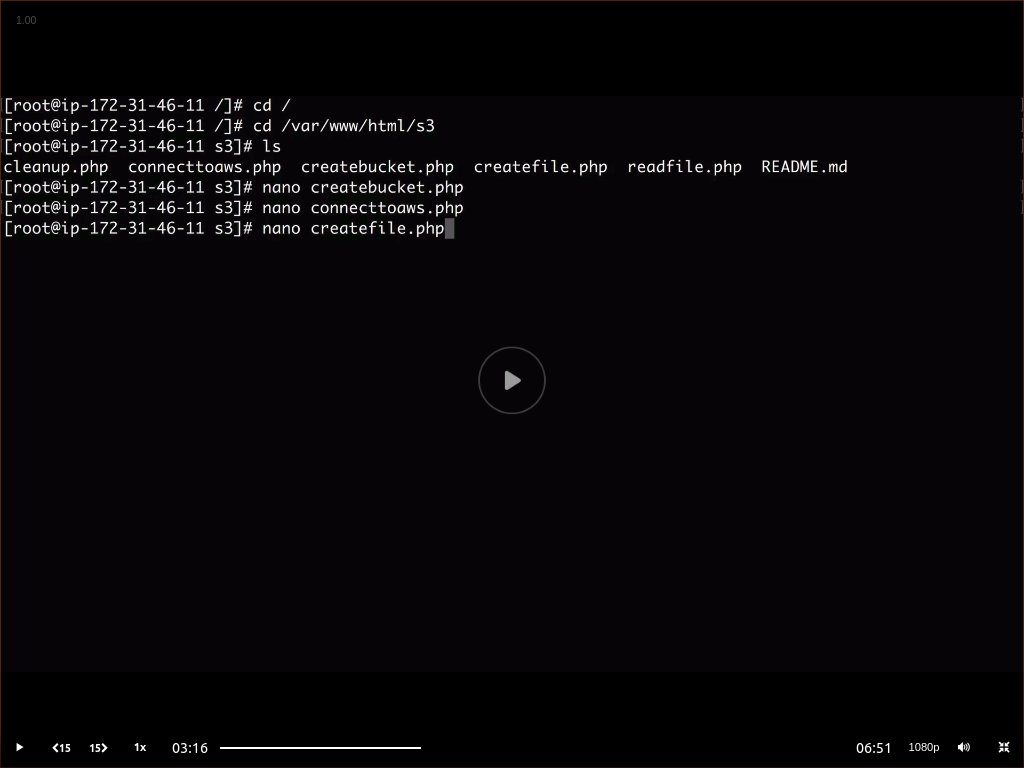 1.00
[root@ip-172-31-46-11 /]# cd /
[root@ip-172-31-46-11 /]# cd /var/www/html/s3
[root@ip-172-31-46-11 s3]# ls
cleanup.php  connecttoaws.php  createbucket.php  createfile.php  readfile.php  README.md
[root@ip-172-31-46-11 s3]# nano createbucket.php
[root@ip-172-31-46-11 s3]# nano connecttoaws.php
[root@ip-172-31-46-11 s3]# nano createfile.php
15 15 1x 03:16 06:51 1080p